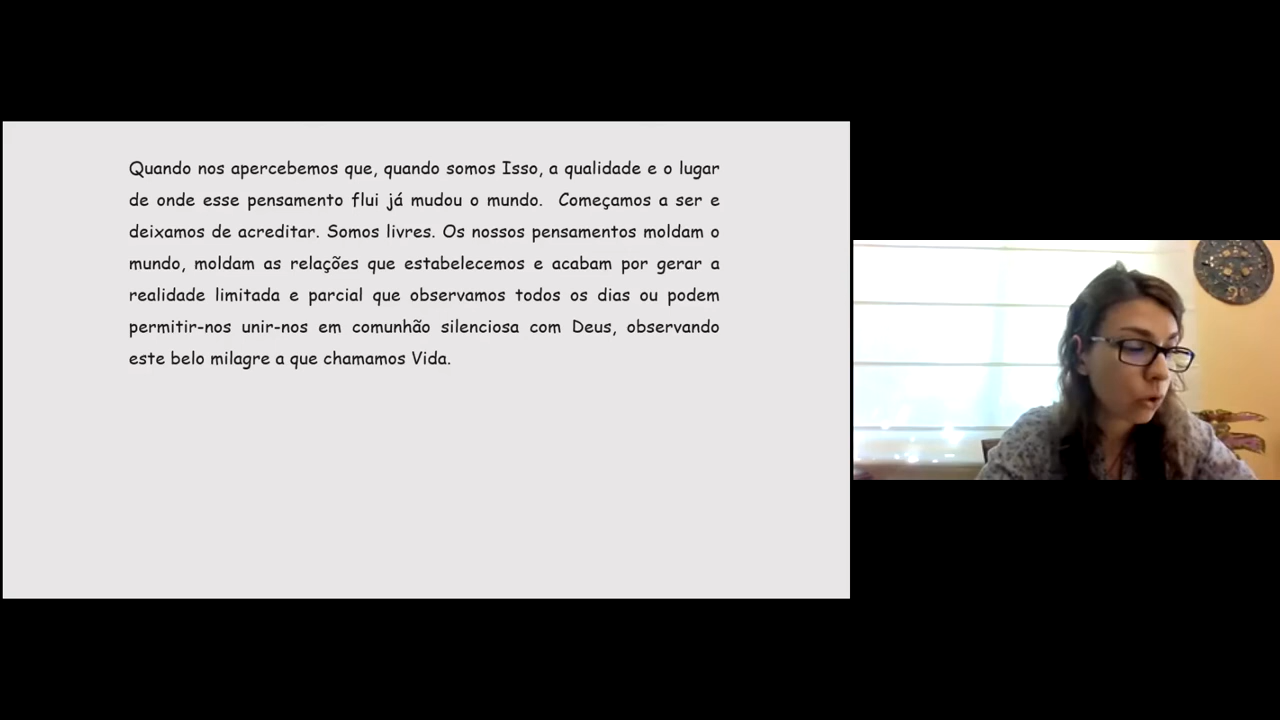 Quando nos apercebemos que, quando somos Isso, a qualidade e o lugar
de onde esse pensamento flui já mudou o mundo.  Começamos a ser e
deixamos de acreditar. Somos livres. Os nossos pensamentos moldam o
mundo, moldam as relações que estabelecemos e acabam por gerar a
realidade limitada e parcial que observamos todos os dias ou podem
permitir-nos unir-nos em comunhão silenciosa com Deus, observando
este belo milagre a que chamamos Vida.